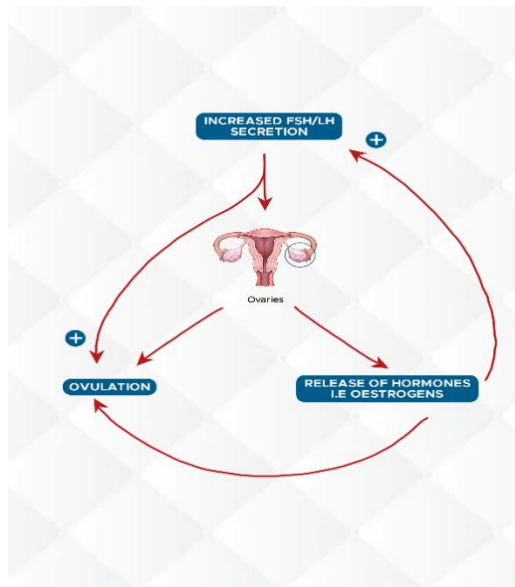 INCREASED FSH/LH
SECRETION
+
Ovaries
+
OVULATION
RELEASE OF HORMONES
I.E OESTROGENS